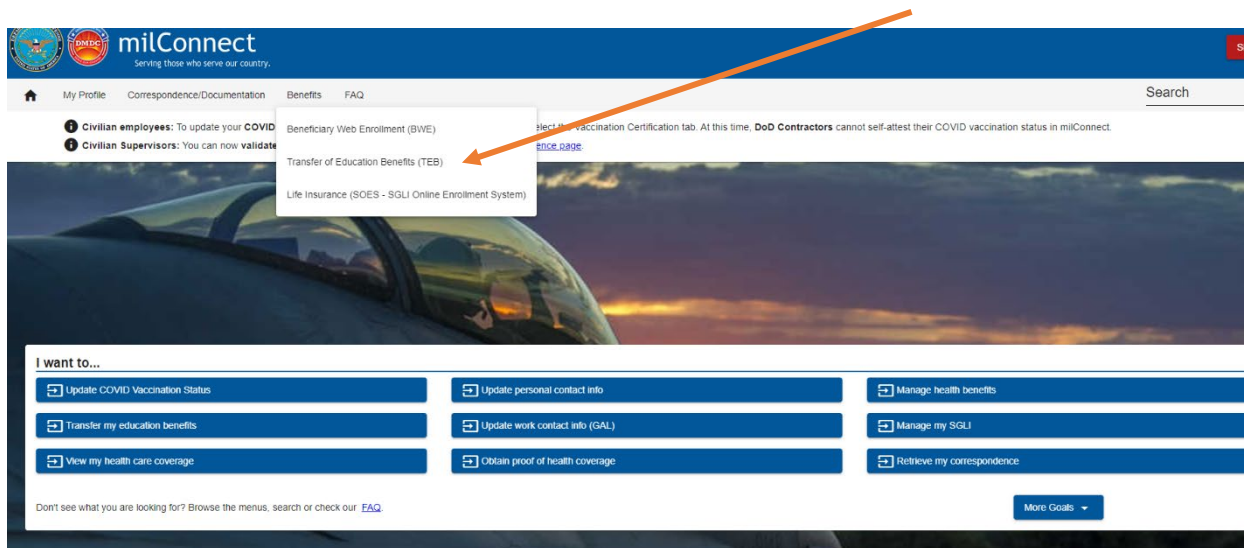 milConnect
Serving those who serve our country.
My Profile Correspondence/Documentation Benefits FAQ Search
Civilian employees: To update your COVID
elect the Vaccination Certification tab. At this time, DoD Contractors cannot self-attest their COVID vaccination status in milConnect.
Civilian Supervisors: You can now validate
ence page.
Beneficiary Web Enrollment (BWE)
Transfer of Education Benefits (TEB)
Life Insurance (SOES - SGLI Online Enrollment System)
I want to...
Update COVID Vaccination Status Update personal contact info Manage health benefits
Transfer my education benefits Update work contact info (GAL) Manage my SGLI
View my health care coverage Obtain proof of health coverage Retrieve my correspondence
Don't see what you are looking for? Browse the menus, search or check our FAQ.
More Goals